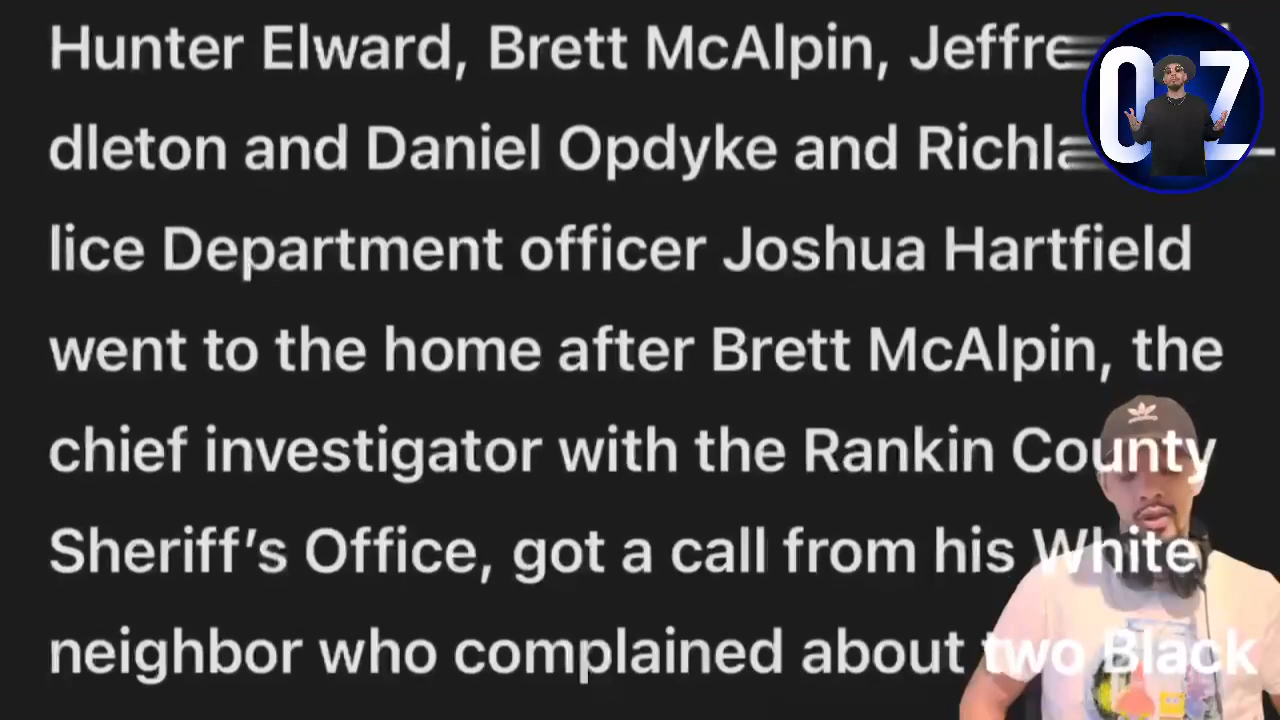 Hunter Elward, Brett McAlpin,
dleton and Daniel Opdyke and
lice Department officer Joshua Hartfield
went to the home after Brett McAlpin, the
chief investigator with the Rankin County
Sheriff’s Office, got a call from his White
neighbor who complained about two Black
OZ